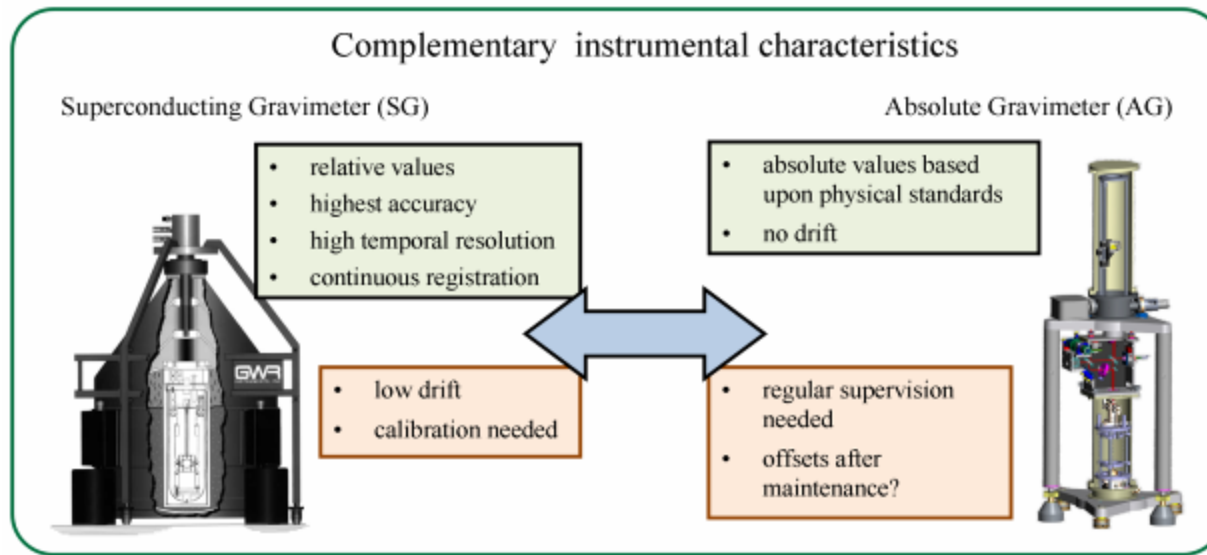 Complementary instrumental characteristics
Superconducting Gravimeter (SG)
Absolute Gravimeter (AG)
• relative values
• highest accuracy
• high temporal resolution
• continuous registration
• absolute values based
upon physical standards
• no drift
GWR
• low drift
• calibration needed
• regular supervision
needed
• offsets after
maintenance?